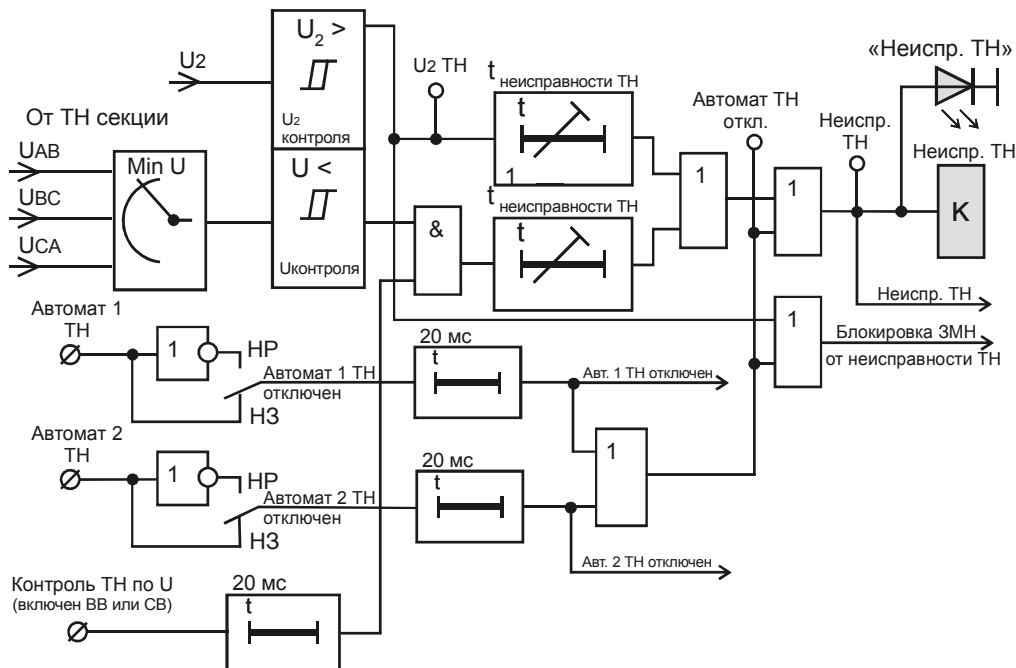 U2
U2 >
U2
контроля
От ТН секции
UAB
UBC
UCA
Min U
U <
Uконтроля
U2 ТН
t неисправности ТН
t
1
t неисправности ТН
t
&
1
Автомат ТН
откл.
1
Неиспр.
ТН
«Неиспр. ТН»
Неиспр. ТН
K
Неиспр. ТН
1
Блокировка ЗМН
от неисправности ТН
Автомат 1
ТН
1
НР
НЗ
Автомат 1 ТН
отключен
20 мс
t
Авт. 1 ТН отключен
Автомат 2
ТН
1
НР
НЗ
Автомат 2 ТН
отключен
20 мс
t
1
Авт. 2 ТН отключен
Контроль ТН по U
(включен ВВ или СВ)
20 мс
t